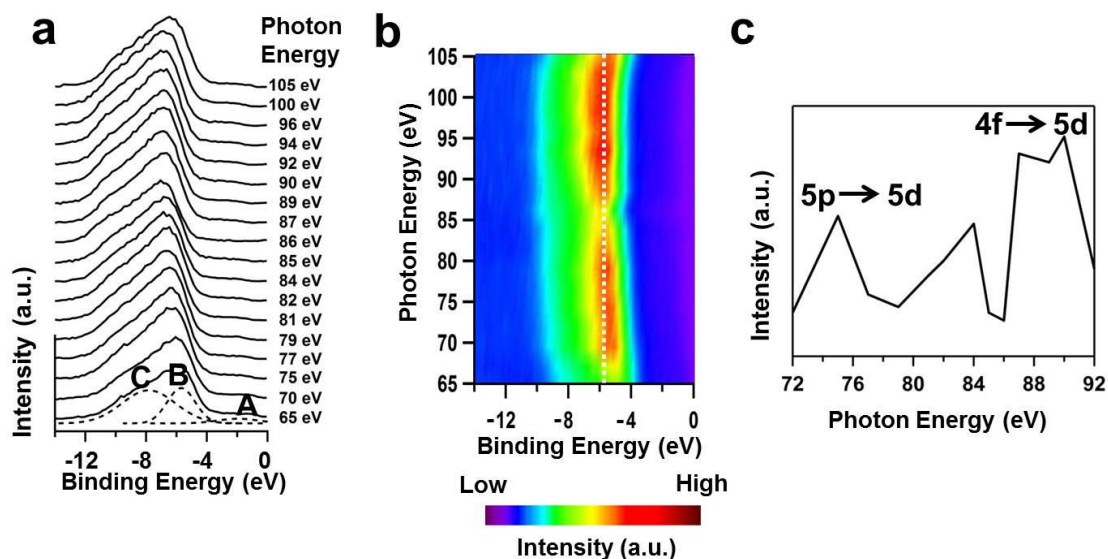 a
Photon
Energy
105 eV
100 eV
96 eV
94 eV
92 eV
90 eV
89 eV
87 eV
86 eV
85 eV
84 eV
82 eV
81 eV
79 eV
77 eV
75 eV
70 eV
65 eV
C B A
Intensity (a.u.)
-12 -8 -4 0
Binding Energy (eV)
b
105
100
95
90
85
80
75
70
65
Photon Energy (eV)
-12 -8 -4 0
Binding Energy (eV)
Low High
Intensity (a.u.)
c
4f → 5d
5p → 5d
Intensity (a.u.)
72 76 80 84 88 92
Photon Energy (eV)